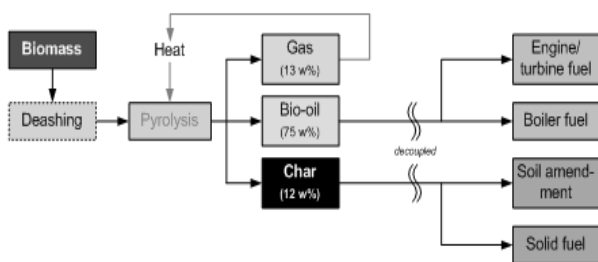 Biomass
Heat
Gas
(13 w%)
Engine/
turbine fuel
Deashing
Pyrolysis
Bio-oil
(75 w%)
decoupled
Boiler fuel
Char
(12 w%)
Soil amend-
ment
Solid fuel